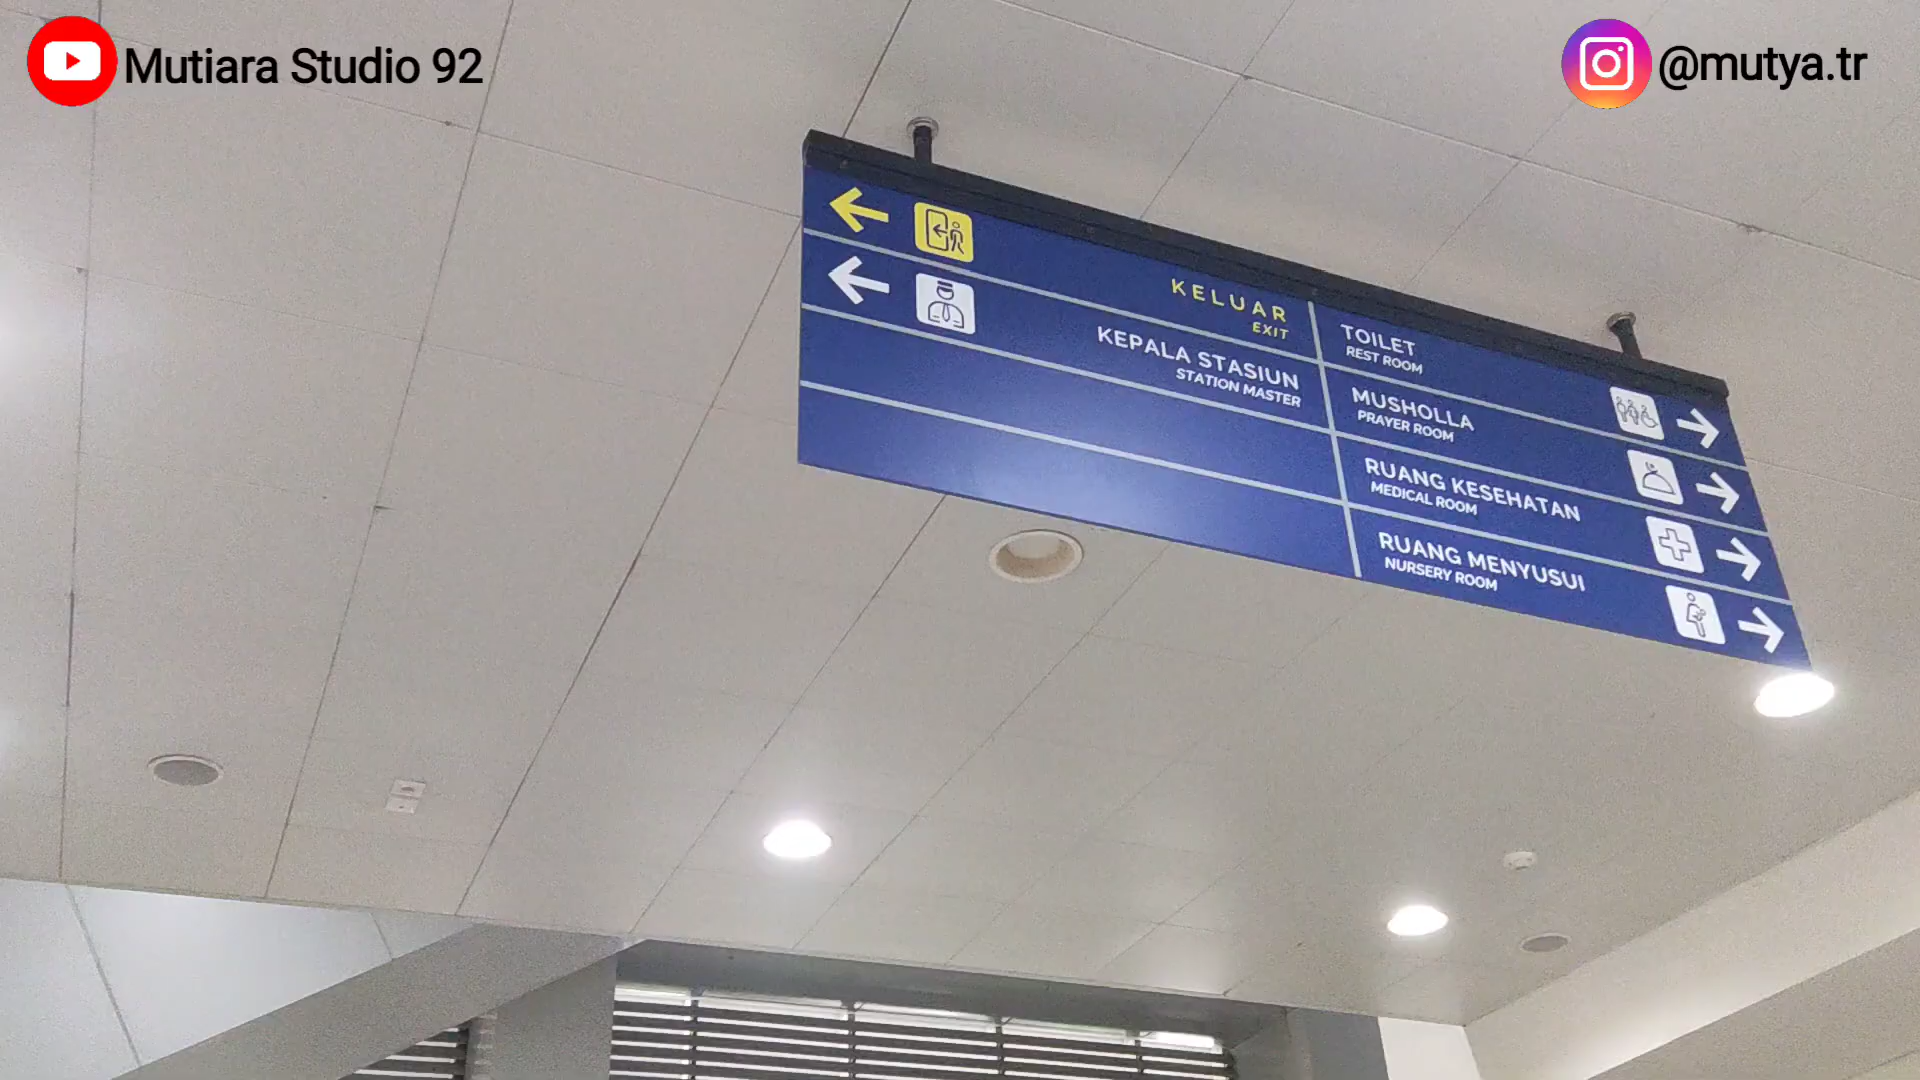 Mutiara Studio 92
@mutya.tr
KELUAR
EXIT
KEPALA STASIUN
STATION MASTER
TOILET
REST ROOM
MUSHOLLA
PRAYER ROOM
RUANG KESEHATAN
MEDICAL ROOM
RUANG MENYUSUI
NURSERY ROOM